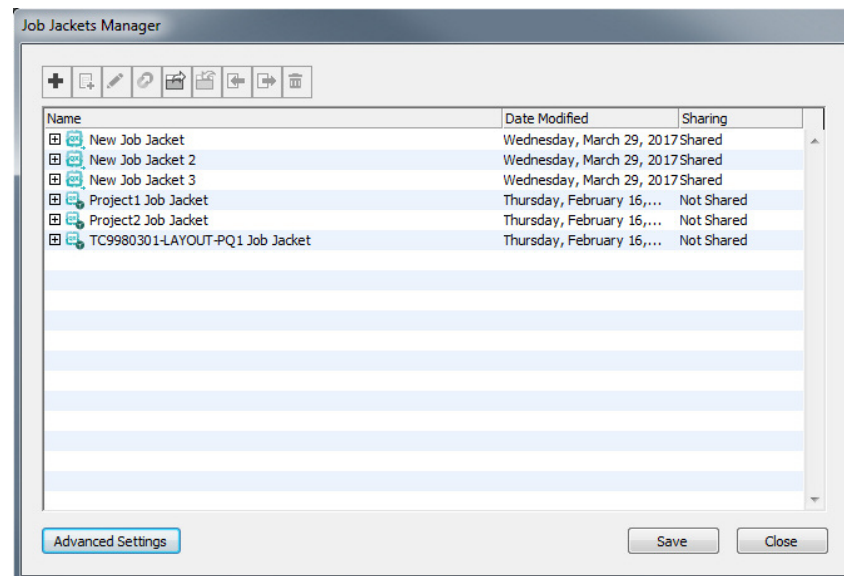 Job Jackets Manager
Name Date Modified Sharing
New Job Jacket Wednesday, March 29, 2017 Shared
New Job Jacket 2 Wednesday, March 29, 2017 Shared
New Job Jacket 3 Wednesday, March 29, 2017 Shared
Project1 Job Jacket Thursday, February 16,... Not Shared
Project2 Job Jacket Thursday, February 16,... Not Shared
TC9980301-LAYOUT-PQ1 Job Jacket Thursday, February 16,... Not Shared
Advanced Settings Save Close